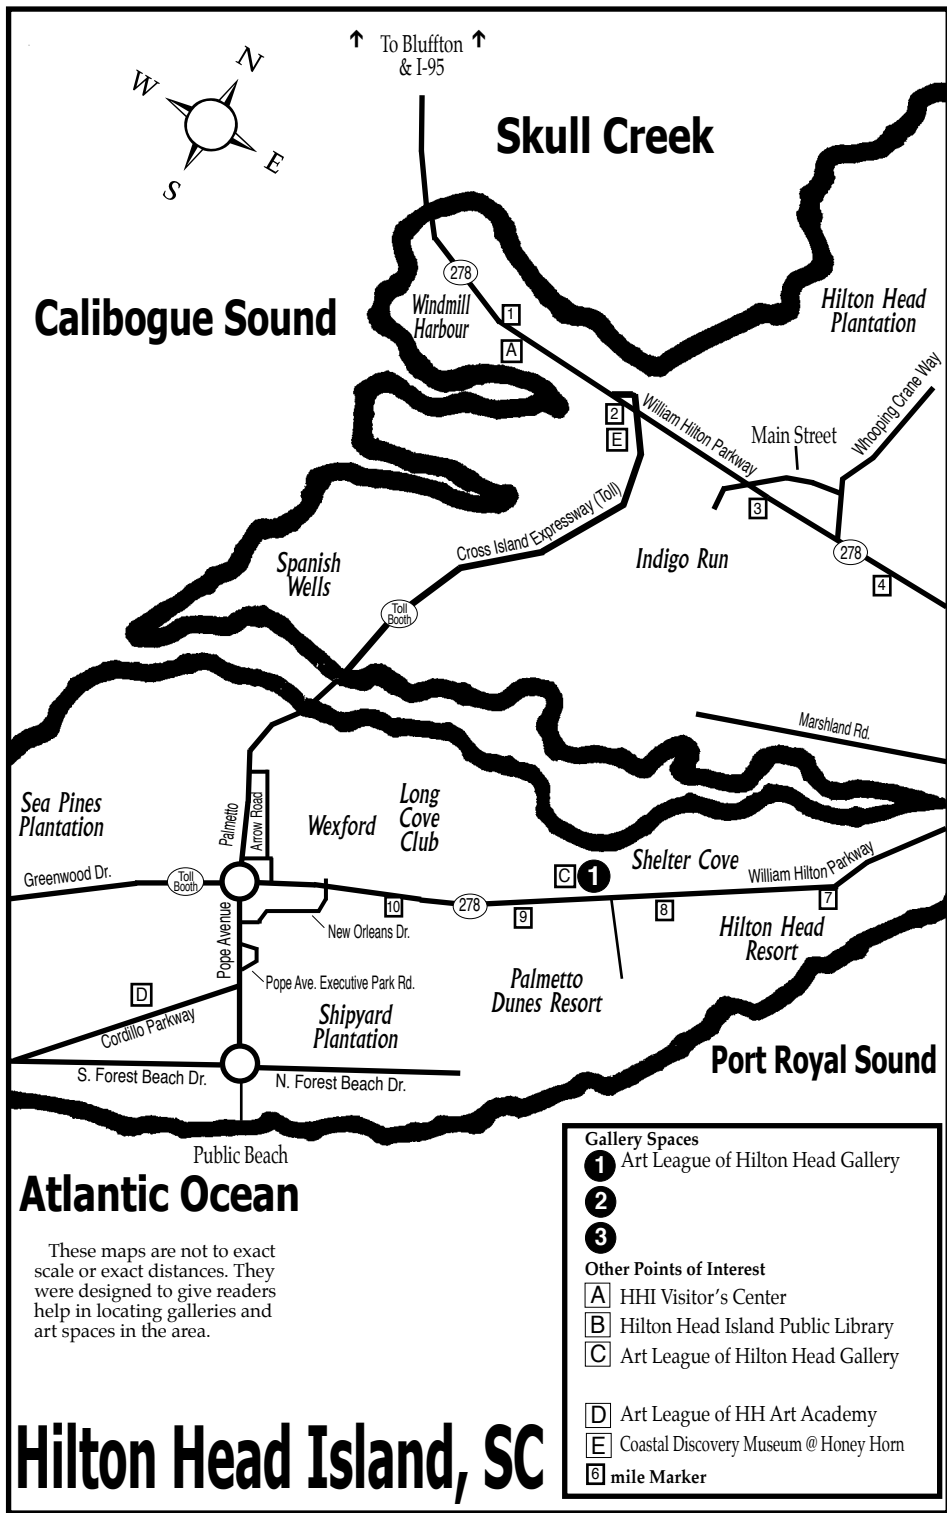 To Bluffton
& I-95
N
W
E
S
Skull Creek
278
Windmill
Harbour
1
A
Calibogue Sound
Hilton Head
Plantation
2
E
William Hilton Parkway
Main Street
Whooping Crane Way
3
Cross Island Expressway (Toll)
Indigo Run
278
4
Spanish
Wells
Toll
Booth
Marshland Rd.
Sea Pines
Plantation
Palmetto
Arrow Road
Wexford
Long
Cove
Club
Greenwood Dr.
Toll
Booth
C
1
Shelter Cove
William Hilton Parkway
10
278
9
8
7
Pope Avenue
New Orleans Dr.
Hilton Head
Resort
Pope Ave. Executive Park Rd.
Palmetto
Dunes Resort
D
Cordillo Parkway
Shipyard
Plantation
Port Royal Sound
S. Forest Beach Dr.
N. Forest Beach Dr.
Public Beach
Atlantic Ocean
These maps are not to exact
scale or exact distances. They
were designed to give readers
help in locating galleries and
art spaces in the area.
Gallery Spaces
1 Art League of Hilton Head Gallery
2
3
Other Points of Interest
A HHI Visitor's Center
B Hilton Head Island Public Library
C Art League of Hilton Head Gallery
D Art League of HH Art Academy
E Coastal Discovery Museum @ Honey Horn
6 mile Marker
Hilton Head Island, SC